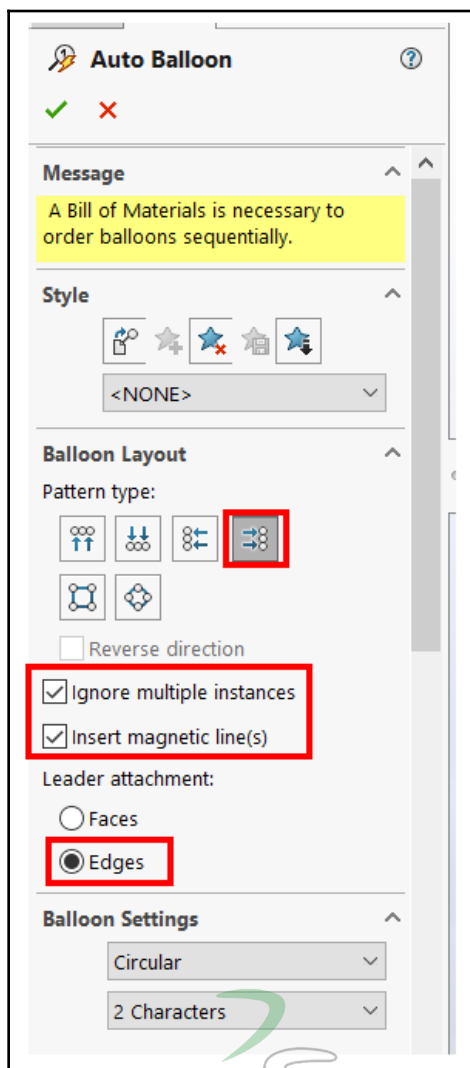 Auto Balloon
Message
A Bill of Materials is necessary to
order balloons sequentially.
Style
<NONE>
Balloon Layout
Pattern type:
Reverse direction
Ignore multiple instances
Insert magnetic line(s)
Leader attachment:
Faces
Edges
Balloon Settings
Circular
2 Characters